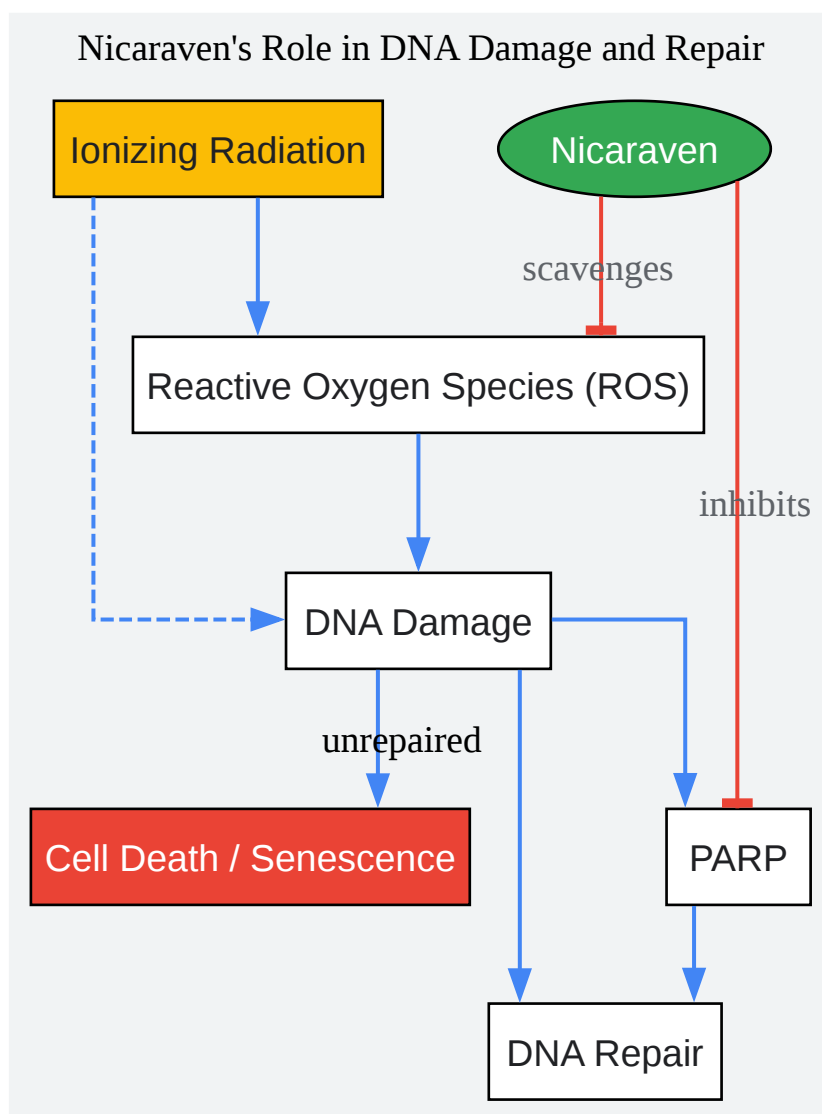 Nicaraven's Role in DNA Damage and Repair
Ionizing Radiation
Nicaraven
scavenges
Reactive Oxygen Species (ROS)
inhibits
DNA Damage
unrepaired
Cell Death / Senescence
PARP
DNA Repair